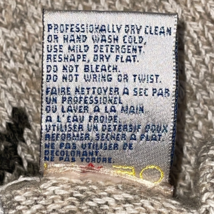 PROFESSIONALLY DRY CLEAN
OR HAND WASH COLD.
USE MILD DETERGENT.
RESHAPE, DRY FLAT.
DO NOT BLEACH.
DO NOT WRING OR TWIST.
FAIRE NETTOYER A SEC PAR
UN PROFESSIONEL
OU LAVER A LA MAIN
A L'EAU FROIDE.
UTILISER UN DETERSIF DOUX
REFORMER, SECHER A PLAT.
NE PAS UTILISER DE
DECOLORANT.
NE PAS TORDRE.